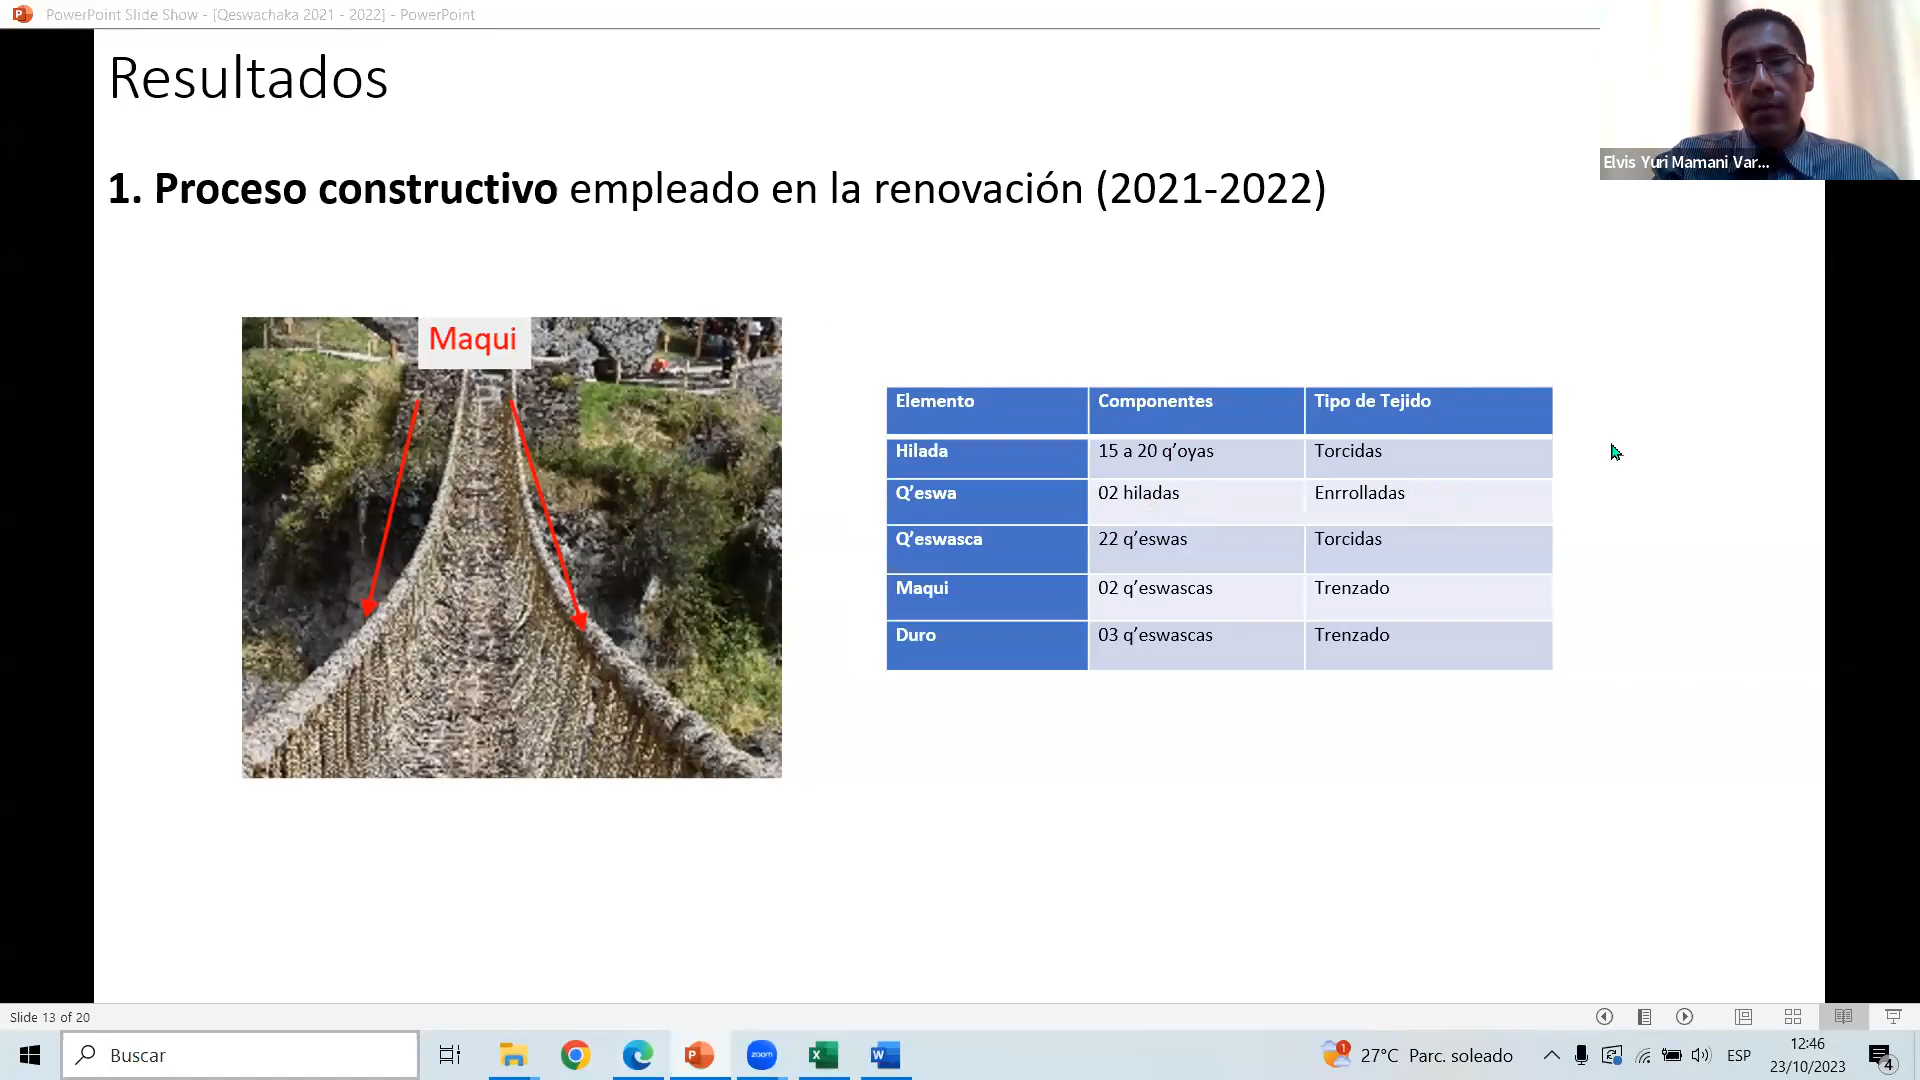 PowerPoint Slide Show - [Qeswachaka 2021 - 2022] - PowerPoint
Resultados
Elvis Yuri Mamani Var...
1. Proceso constructivo empleado en la renovación (2021-2022)
Maqui
Elemento Componentes Tipo de Tejido
Hilada 15 a 20 q’oyas Torcidas
Q’eswa 02 hiladas Enrrolladas
Q’eswasca 22 q’eswas Torcidas
Maqui 02 q’eswascas Trenzado
Duro 03 q’eswascas Trenzado
Slide 13 of 20
Buscar
zoom
1
27°C Parc. soleado
ESP
12:46
23/10/2023
4